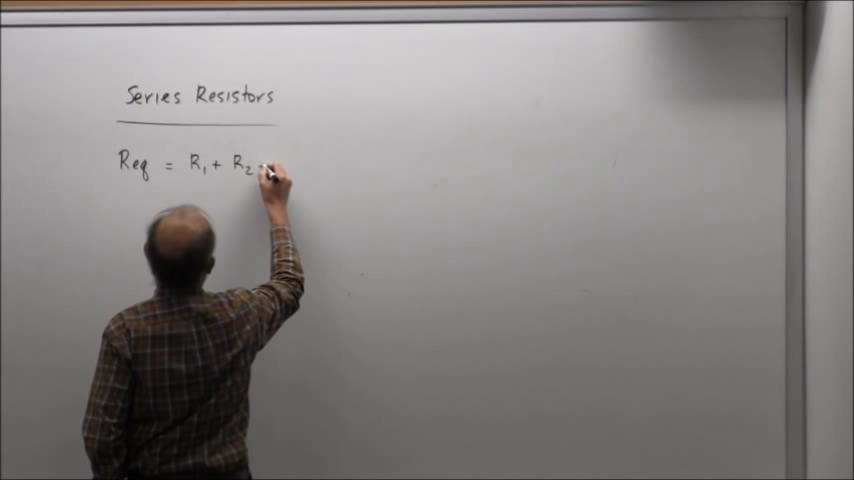 Series Resistors
Req = R₁ + R₂